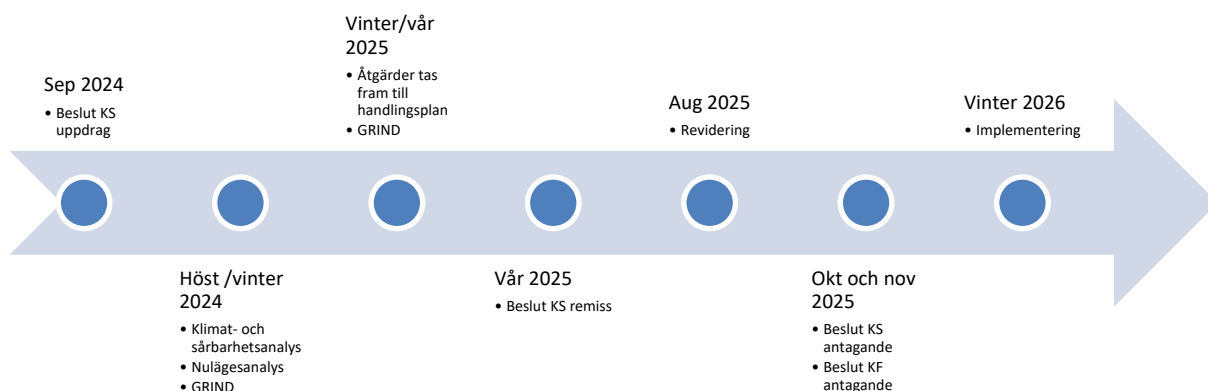 Sep 2024
• Beslut KS
uppdrag
Höst /vinter
2024
• Klimat- och
sårbarhetsanalys
• Nulägesanalys
• GRIND
Vinter/vår
2025
• Åtgärder tas
fram till
handlingsplan
• GRIND
Vår 2025
• Beslut KS remiss
Aug 2025
• Revidering
Okt och nov
2025
• Beslut KS
antagande
• Beslut KF
antagande
Vinter 2026
• Implementering